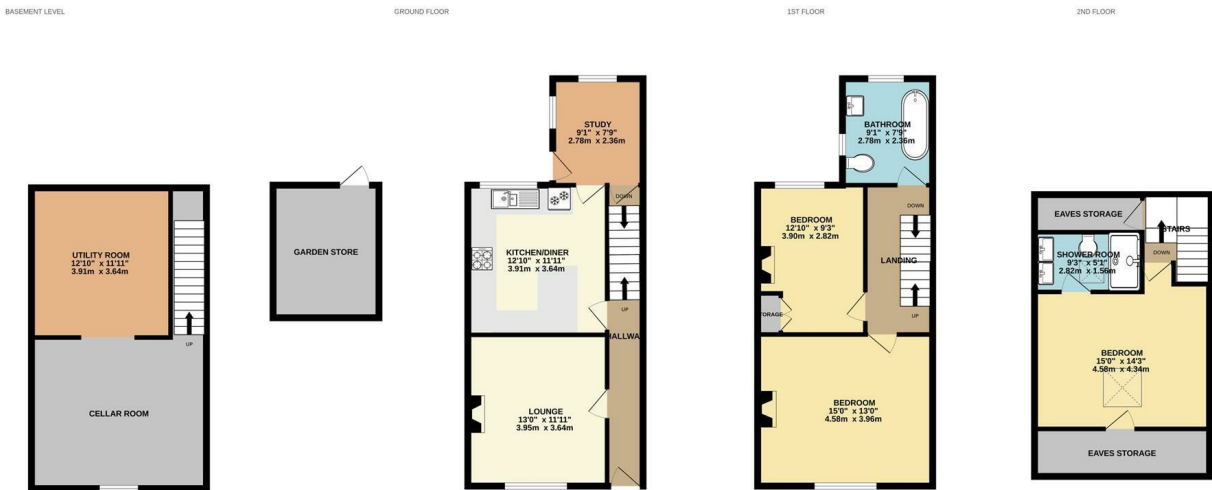 BASEMENT LEVEL
UTILITY ROOM
12'10" x 11'11"
3.91m x 3.64m
UP
CELLAR ROOM
GROUND FLOOR
GARDEN STORE
STUDY
9'1" x 7'9"
2.78m x 2.36m
DOWN
KITCHEN/DINER
12'10" x 11'11"
3.91m x 3.64m
UP
HALLWA
LOUNGE
13'0" x 11'11"
3.95m x 3.64m
1ST FLOOR
BATHROOM
9'1" x 7'9"
2.78m x 2.36m
DOWN
BEDROOM
12'10" x 9'3"
3.90m x 2.82m
LANDING
UP
TORAGE
BEDROOM
15'0" x 13'0"
4.58m x 3.96m
2ND FLOOR
EAVES STORAGE
STAIRS
DOWN
SHOWER ROOM
9'3" x 5'1"
2.82m x 1.56m
BEDROOM
15'0" x 14'3"
4.58m x 4.34m
EAVES STORAGE